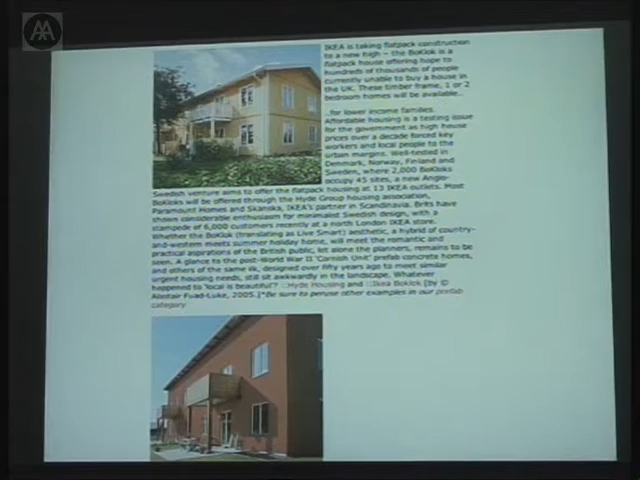 AA
IKEA is taking flatpack construction
to a new high – the BoKlok is a
flatpack house offering hope to
hundreds of thousands of people
currently unable to buy a house in
the UK. These timber frame, 1 or 2
bedroom homes will be available..
..for lower income families.
Affordable housing is a testing issue
for the government as high house
prices over a decade forced key
workers and local people to the
urban margins. Well-tested in
Denmark, Norway, Finland and
Sweden, where 2,000 BoKloks
occupy 45 sites, a new Anglo-
Swedish venture aims to offer the flatpack housing at 13 IKEA outlets. Most
BoKloks will be offered through the Hyde Group housing association,
Paramount Homes and Skanska, IKEA's partner in Scandinavia. Brits have
shown considerable enthusiasm for minimalist Swedish design, with a
stampede of 6,000 customers recently at a north London IKEA store.
Whether the BoKlok (translating as Live Smart) aesthetic, a hybrid of country-
and-western meets summer holiday home, will meet the romantic and
practical aspirations of the British public, let alone the planners, remains to be
seen. A glance to the post-World War II 'Cornish Unit' prefab concrete homes,
and others of the same ilk, designed over fifty years ago to meet similar
urgent housing needs, still sit awkwardly in the landscape. Whatever
happened to 'local is beautiful'? ::Hyde Housing and ::Ikea Boklok [by ©
Alastair Fuad-Luke, 2005.]*Be sure to peruse other examples in our prefab
category